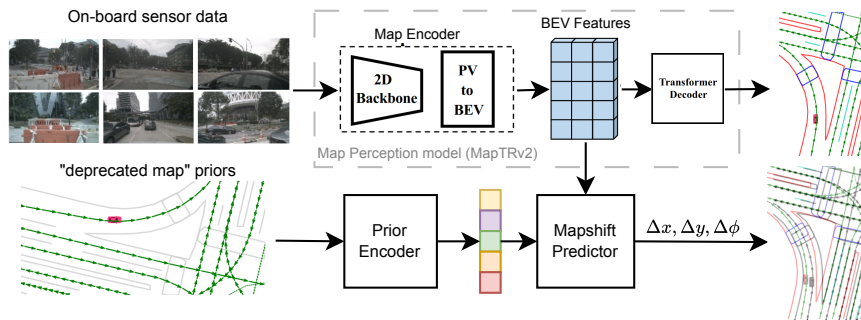 On-board sensor data
Map Encoder
BEV Features
2D
Backbone
PV
to
BEV
Transformer
Decoder
Map Perception model (MapTRv2)
"deprecated map" priors
Prior
Encoder
Mapshift
Predictor
Δx, Δy, Δϕ